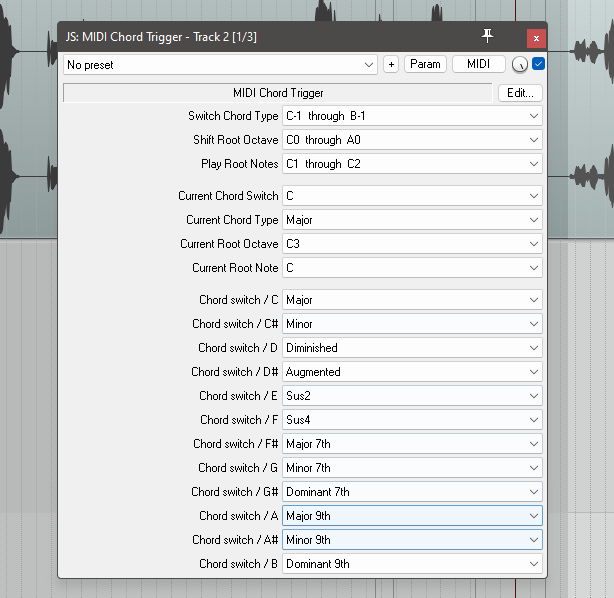 JS: MIDI Chord Trigger - Track 2 [1/3]
x
No preset + Param MIDI
MIDI Chord Trigger Edit...
Switch Chord Type C-1 through B-1
Shift Root Octave C0 through A0
Play Root Notes C1 through C2
Current Chord Switch C
Current Chord Type Major
Current Root Octave C3
Current Root Note C
Chord switch / C Major
Chord switch / C# Minor
Chord switch / D Diminished
Chord switch / D# Augmented
Chord switch / E Sus2
Chord switch / F Sus4
Chord switch / F# Major 7th
Chord switch / G Minor 7th
Chord switch / G# Dominant 7th
Chord switch / A Major 9th
Chord switch / A# Minor 9th
Chord switch / B Dominant 9th